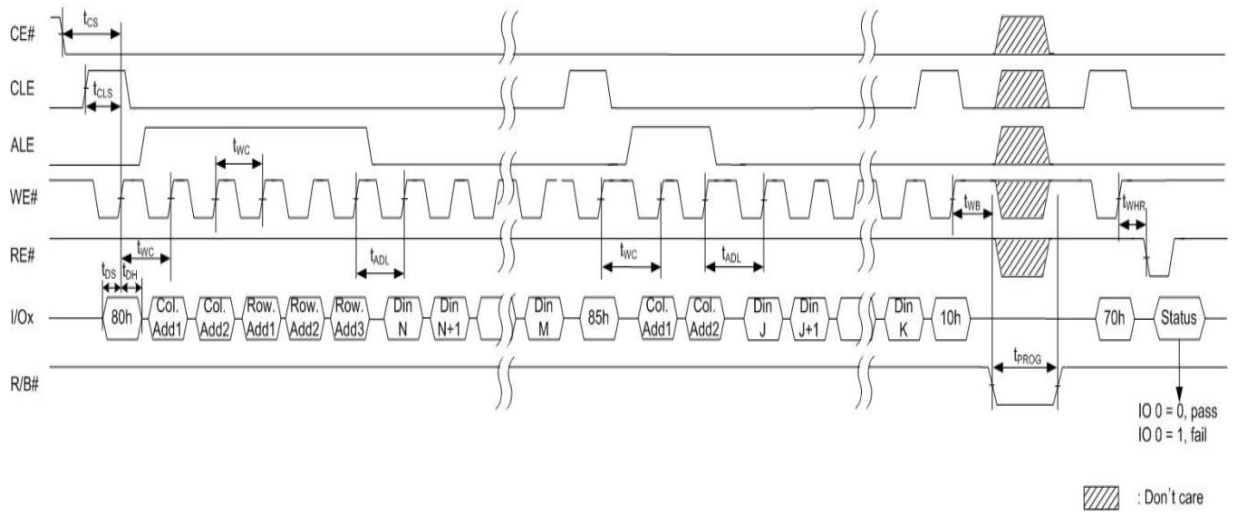 CE#
tCS
CLE
tCLS
ALE
tWC
WE#
tWB
tWHR
RE#
tWC
tADL
tWC
tADL
tDS
tDH
I/Ox
80h
Col. Add1
Col. Add2
Row. Add1
Row. Add2
Row. Add3
Din N
Din N+1
Din M
85h
Col. Add1
Col. Add2
Din J
Din J+1
Din K
10h
70h
Status
tPROG
R/B#
IO 0 = 0, pass
IO 0 = 1, fail
: Don't care